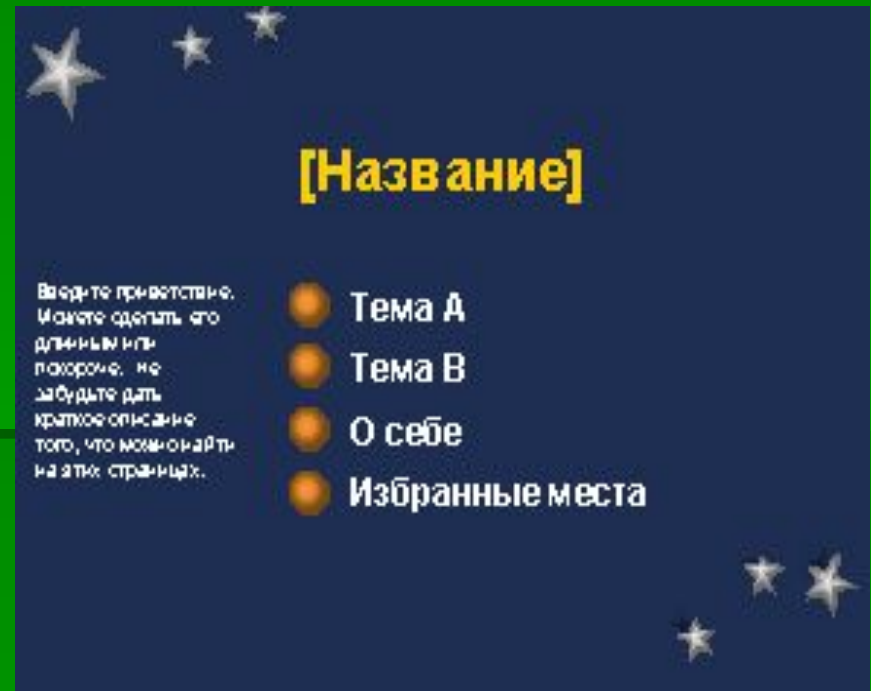 [Название]
Введите приветствие.
Можете сделать его
длинным или
покороче. Не
забудьте дать
краткое описание
того, что можно найти
на этих страницах.
Тема А
Тема В
О себе
Избранные места